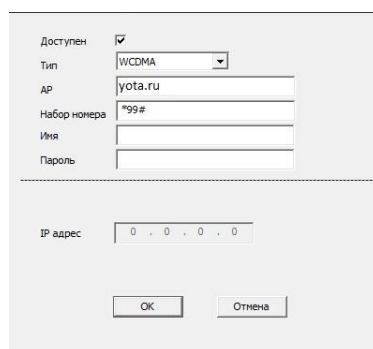 Доступен
Тип WCDMA
AP yota.ru
Набор номера *99#
Имя
Пароль
IP адрес 0 . 0 . 0 . 0
OK Отмена